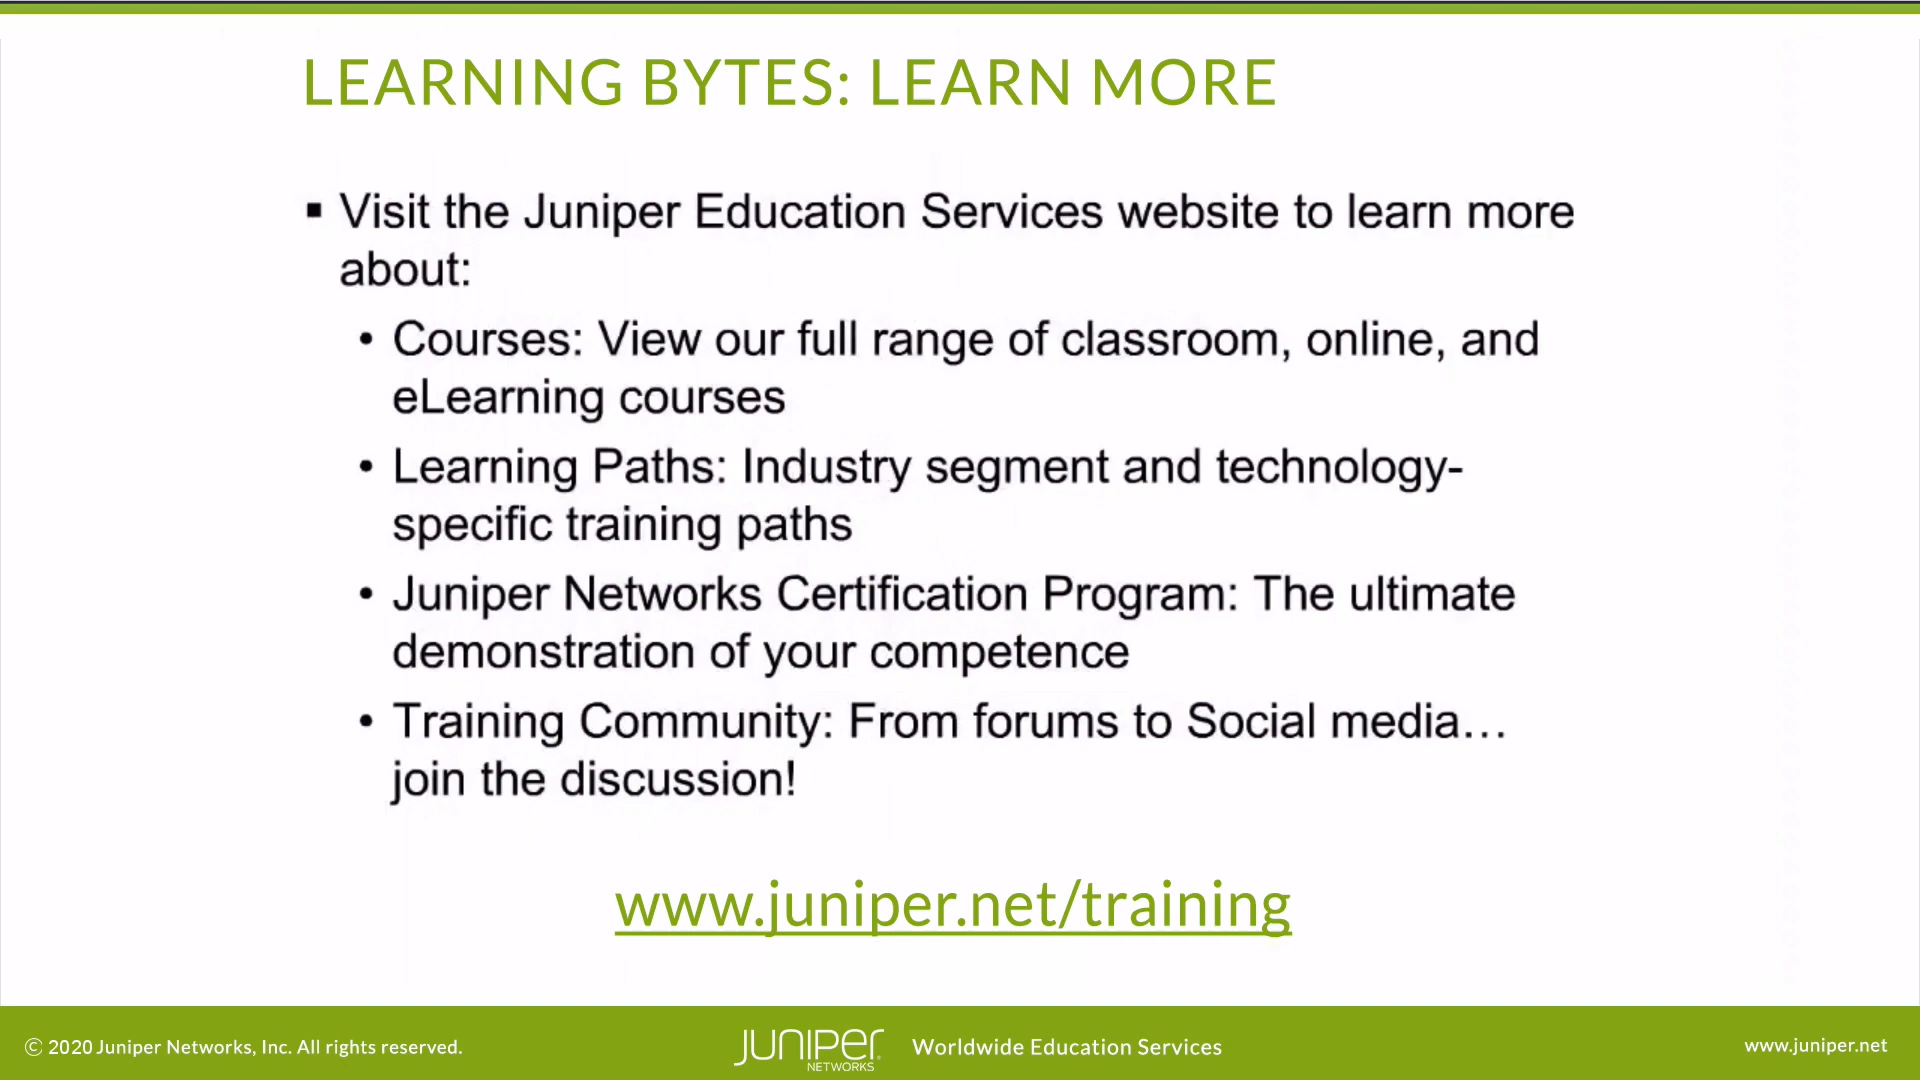 LEARNING BYTES: LEARN MORE
▪ Visit the Juniper Education Services website to learn more
about:
• Courses: View our full range of classroom, online, and
eLearning courses
• Learning Paths: Industry segment and technology-
specific training paths
• Juniper Networks Certification Program: The ultimate
demonstration of your competence
• Training Community: From forums to Social media…
join the discussion!
www.juniper.net/training
© 2020 Juniper Networks, Inc. All rights reserved.
JUNIPER
NETWORKS
Worldwide Education Services
www.juniper.net